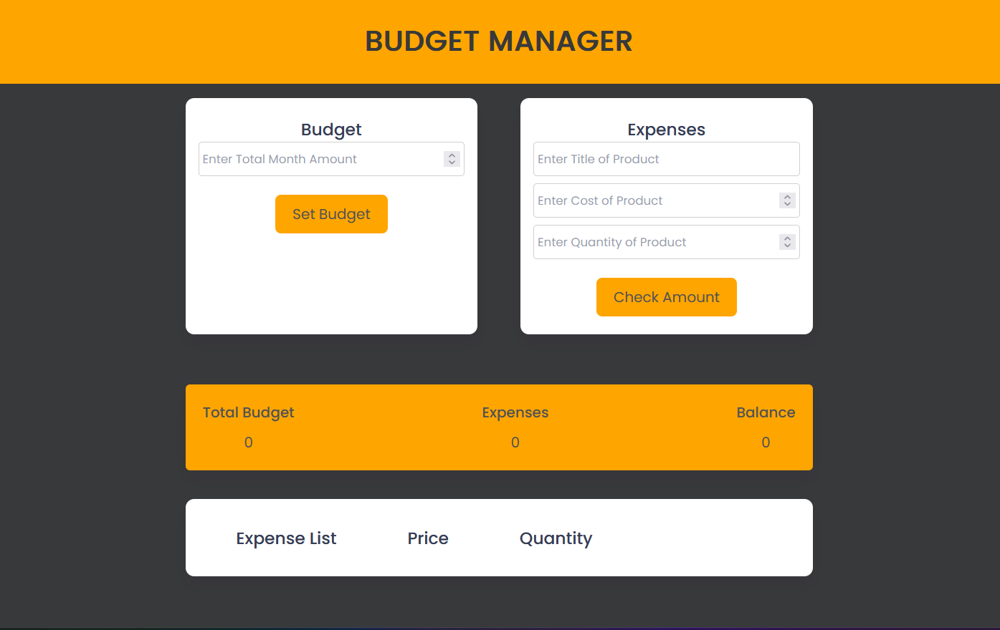 BUDGET MANAGER
Budget
Enter Total Month Amount
Set Budget
Expenses
Enter Title of Product
Enter Cost of Product
Enter Quantity of Product
Check Amount
Total Budget Expenses Balance
0 0 0
Expense List Price Quantity